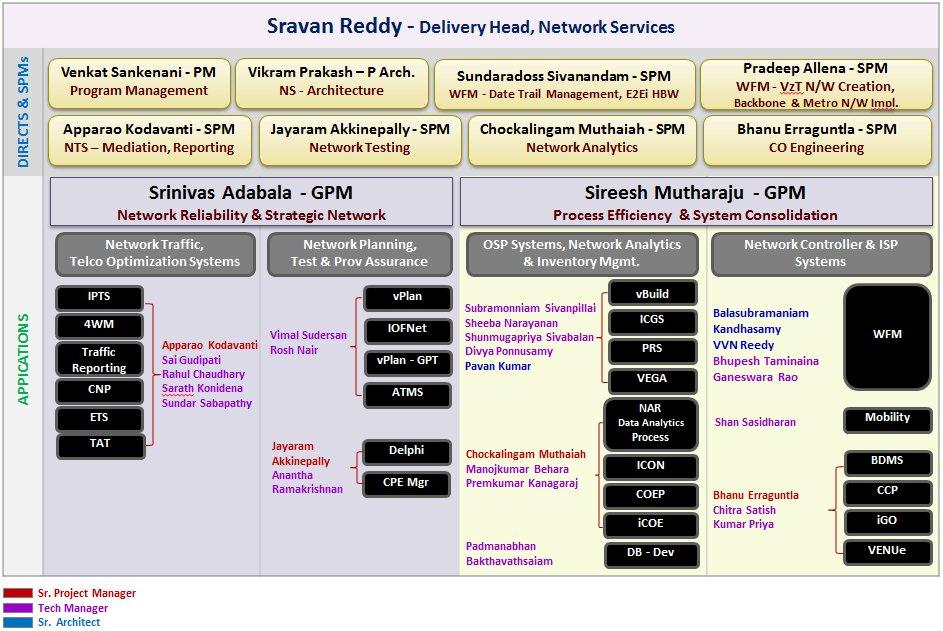 Sravan Reddy - Delivery Head, Network Services
DIRECTS & SPMs
Venkat Sankenani - PM
Program Management
Vikram Prakash – P Arch.
NS - Architecture
Sundaradoss Sivanandam - SPM
WFM - Date Trail Management, E2Ei HBW
Pradeep Allena - SPM
WFM - VzT N/W Creation,
Backbone & Metro N/W Impl.
Apparao Kodavanti - SPM
NTS – Mediation, Reporting
Jayaram Akkinepally - SPM
Network Testing
Chockalingam Muthaiah - SPM
Network Analytics
Bhanu Erraguntla - SPM
CO Engineering
APPLICATIONS
Srinivas Adabala - GPM
Network Reliability & Strategic Network
Network Traffic,
Telco Optimization Systems
IPTS
4WM
Traffic
Reporting
CNP
ETS
TAT
Apparao Kodavanti
Sai Gudipati
Rahul Chaudhary
Sarath Konidena
Sundar Sabapathy
Network Planning,
Test & Prov Assurance
Vimal Sudersan
Rosh Nair
vPlan
IOFNet
vPlan - GPT
ATMS
Jayaram
Akkinepally
Anantha
Ramakrishnan
Delphi
CPE Mgr
Sireesh Mutharaju - GPM
Process Efficiency & System Consolidation
OSP Systems, Network Analytics
& Inventory Mgmt.
Subramonniam Sivanpillai
Sheeba Narayanan
Shunmugapriya Sivabalan
Divya Ponnusamy
Pavan Kumar
vBuild
ICGS
PRS
VEGA
Chockalingam Muthaiah
Manojkumar Behara
Premkumar Kanagaraj
NAR
Data Analytics
Process
ICON
COEP
iCOE
Padmanabhan
Bakthavathsaiam
DB - Dev
Network Controller & ISP
Systems
Balasubramaniam
Kandhasamy
VVN Reedy
Bhupesh Taminaina
Ganeswara Rao
WFM
Shan Sasidharan
Mobility
Bhanu Erraguntla
Chitra Satish
Kumar Priya
BDMS
CCP
iGO
VENUe
Sr. Project Manager
Tech Manager
Sr. Architect